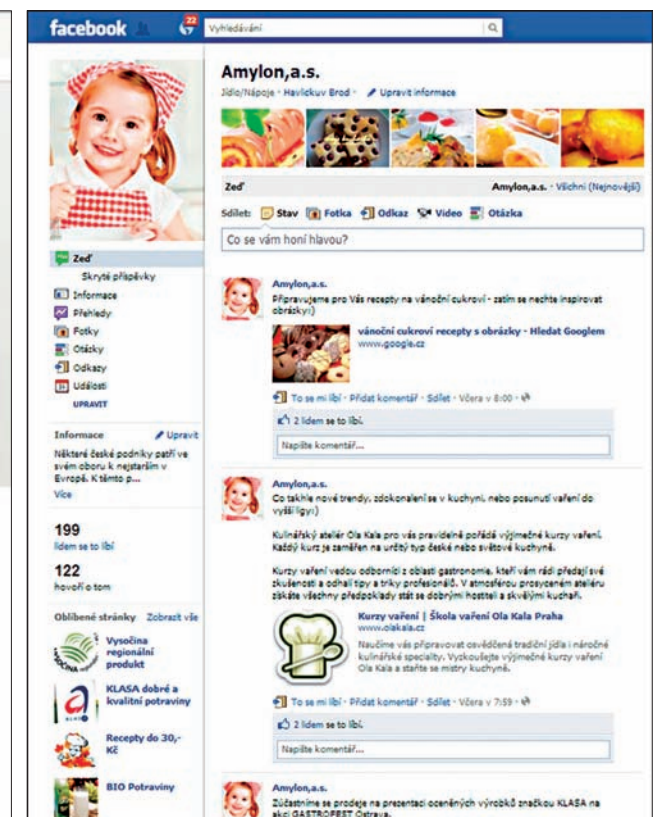 facebook
22
Vyhledávání
Amylon,a.s.
Jídlo/Nápoje · Havlickuv Brod · Upravit informace
Zeď
Amylon,a.s. · Všichni (Nejnovější)
Sdílet: Stav Fotka Odkaz Video Otázka
Co se vám honí hlavou?
Zeď
Skryté příspěvky
Informace
Přehledy
Fotky
Otázky
Odkazy
Události
UPRAVIT
Informace Upravit
Některé české podniky patří ve
svém oboru k nejstarším v
Evropě. K těmto p...
Více
199
lidem se to líbí
122
hovoří o tom
Oblíbené stránky Zobrazit vše
Vysočina
regionální
produkt
KLASA dobré a
kvalitní potraviny
Recepty do 30,-
Kč
BIO Potraviny
Amylon,a.s.
Připravujeme pro Vás recepty na vánoční cukroví - zatím se nechte inspirovat
obrázky:)
vánoční cukroví recepty s obrázky - Hledat Googlem
www.google.cz
To se mi líbí · Přidat komentář · Sdílet · Včera v 8:00 ·
2 lidem se to líbí.
Napište komentář...
Amylon,a.s.
Co takhle nové trendy, zdokonalení se v kuchyni, nebo posunutí vaření do
vyšší ligy:)
Kulinářský ateliér Ola Kala pro vás pravidelně pořádá výjimečné kurzy vaření.
Každý kurz je zaměřen na určitý typ české nebo světové kuchyně.
Kurzy vaření vedou odborníci z oblasti gastronomie, kteří vám rádi předají své
zkušenosti a odhalí tipy a triky profesionálů. V atmosférou prosyceném ateliéru
získáte všechny předpoklady stát se dobrými hostiteli a skvělými kuchaři.
Kurzy vaření | Škola vaření Ola Kala Praha
www.olakala.cz
Naučíme vás připravovat osvědčená tradiční jídla i náročné
kulinářské speciality. Vyzkoušejte výjimečné kurzy vaření
Ola Kala a staňte se mistry kuchyně.
To se mi líbí · Přidat komentář · Sdílet · Včera v 7:59 ·
2 lidem se to líbí.
Napište komentář...
Amylon,a.s.
Zúčastníme se prodeje na prezentaci oceněných výrobků značkou KLASA na
akci GASTROFEST Ostrava.